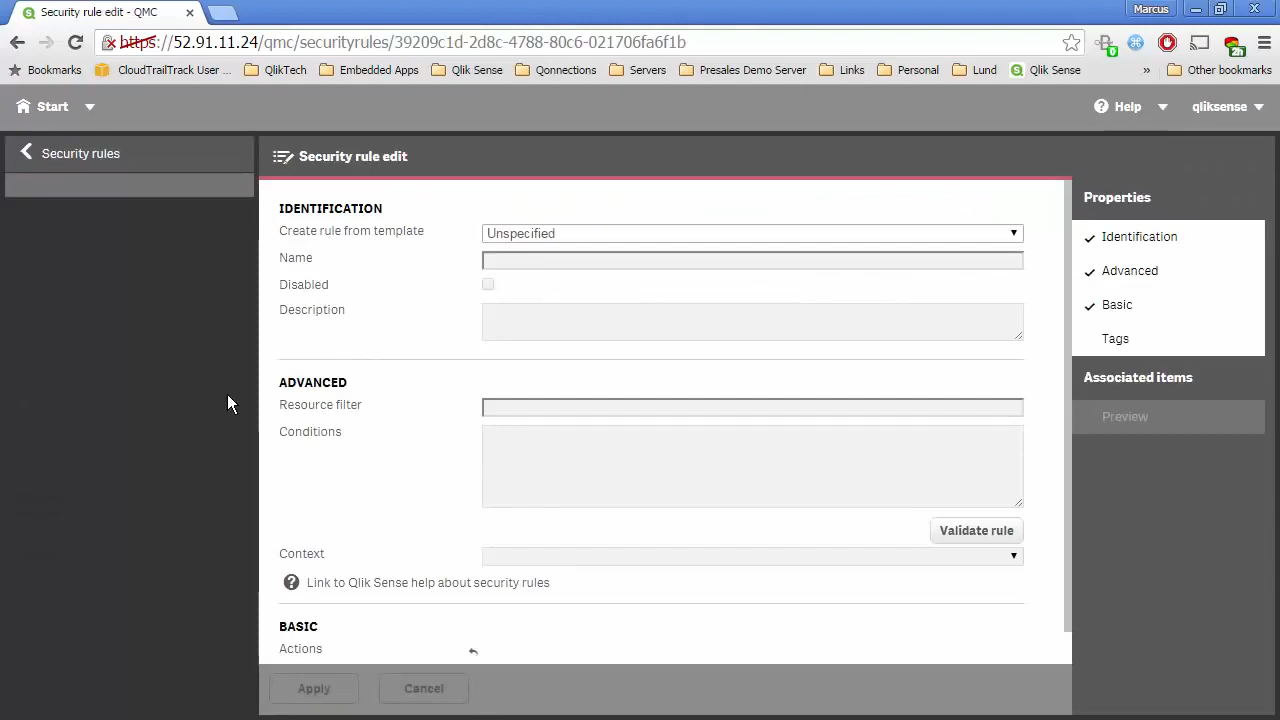 Security rule edit - QMC
Marcus
https://52.91.11.24/qmc/securityrules/39209c1d-2d8c-4788-80c6-021706fa6f1b
0
2h
Bookmarks CloudTrailTrack User ... QlikTech Embedded Apps Qlik Sense Qonnections Servers Presales Demo Server Links Personal Lund Qlik Sense » Other bookmarks
Start
Help
qliksense
Security rules
Security rule edit
IDENTIFICATION
Create rule from template
Unspecified
Name
Disabled
Description
ADVANCED
Resource filter
Conditions
Validate rule
Context
Link to Qlik Sense help about security rules
BASIC
Actions
Apply
Cancel
Properties
Identification
Advanced
Basic
Tags
Associated items
Preview